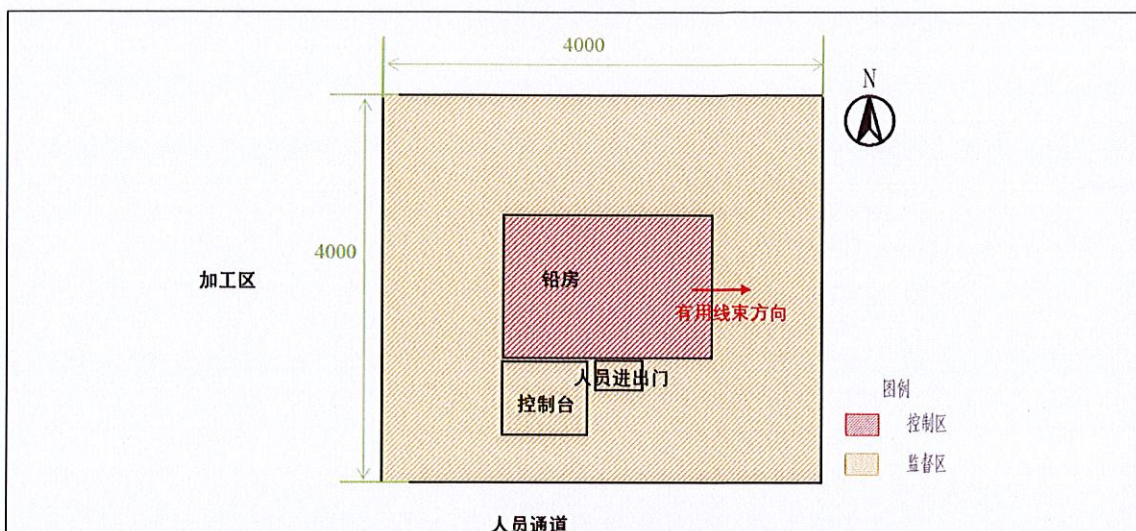 4000
N
4000
加工区
铅房
有用线束方向
人员进出门
控制台
图例
控制区
监督区
人员通道